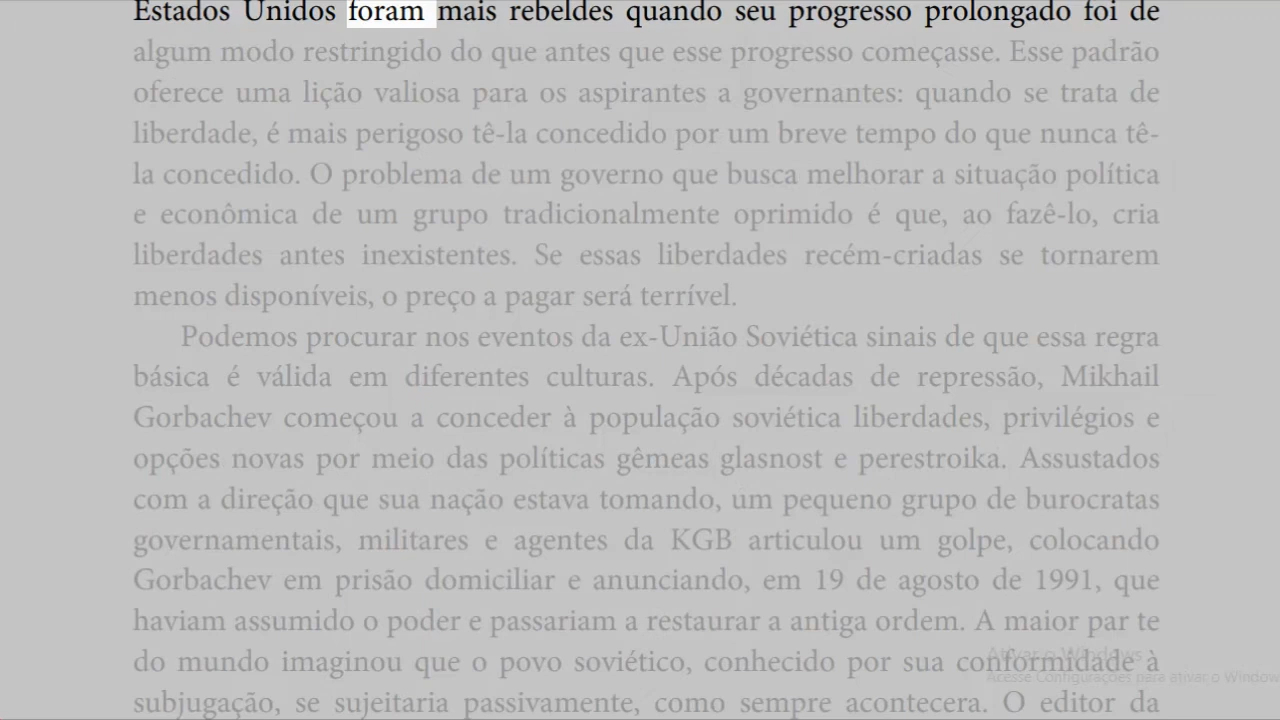 Estados Unidos foram mais rebeldes quando seu progresso prolongado foi de
algum modo restringido do que antes que esse progresso começasse. Esse padrão
oferece uma lição valiosa para os aspirantes a governantes: quando se trata de
liberdade, é mais perigoso tê-la concedido por um breve tempo do que nunca tê-
la concedido. O problema de um governo que busca melhorar a situação política
e econômica de um grupo tradicionalmente oprimido é que, ao fazê-lo, cria
liberdades antes inexistentes. Se essas liberdades recém-criadas se tornarem
menos disponíveis, o preço a pagar será terrível.
Podemos procurar nos eventos da ex-União Soviética sinais de que essa regra
básica é válida em diferentes culturas. Após décadas de repressão, Mikhail
Gorbachev começou a conceder à população soviética liberdades, privilégios e
opções novas por meio das políticas gêmeas glasnost e perestroika. Assustados
com a direção que sua nação estava tomando, um pequeno grupo de burocratas
governamentais, militares e agentes da KGB articulou um golpe, colocando
Gorbachev em prisão domiciliar e anunciando, em 19 de agosto de 1991, que
haviam assumido o poder e passariam a restaurar a antiga ordem. A maior par te
do mundo imaginou que o povo soviético, conhecido por sua conformidade à
subjugação, se sujeitaria passivamente, como sempre acontecera. O editor da
Ativar o Windows
Acesse Configurações para ativar o Window